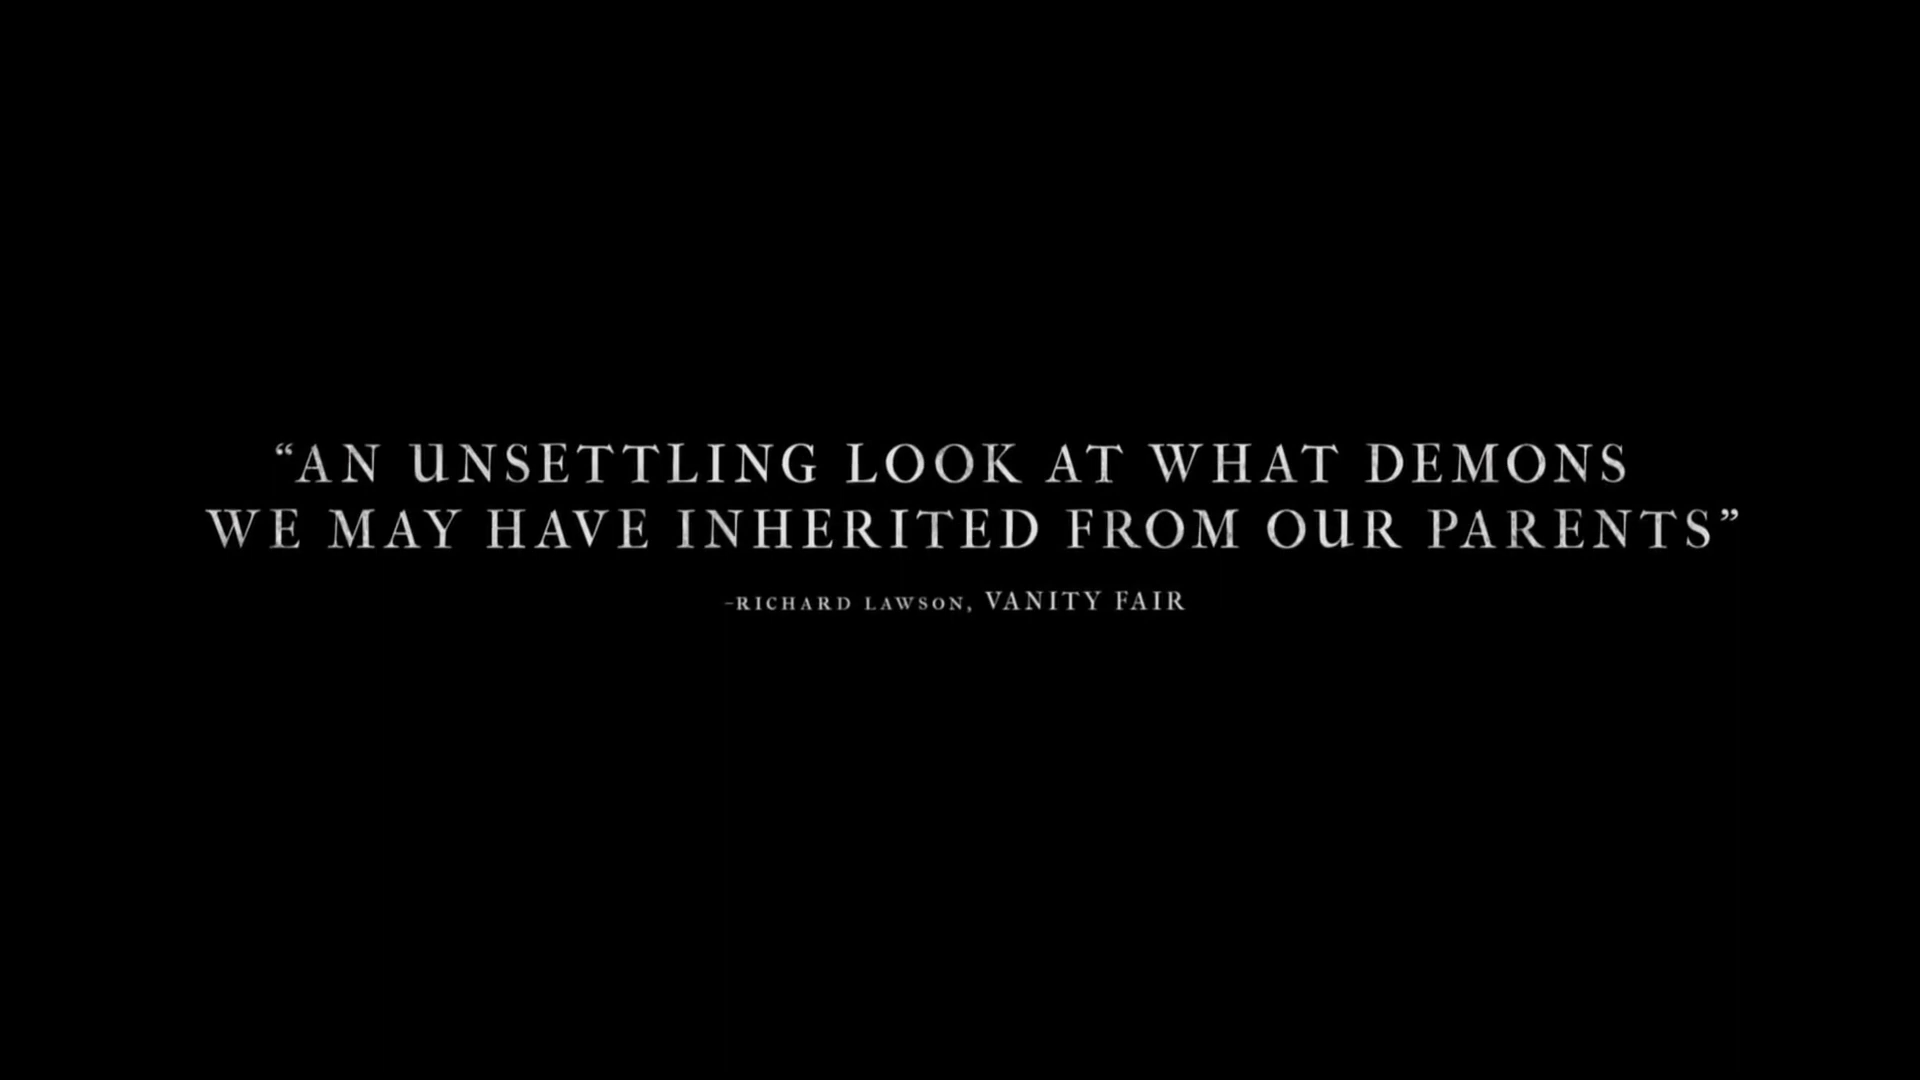 “AN UNSETTLING LOOK AT WHAT DEMONS
WE MAY HAVE INHERITED FROM OUR PARENTS”
-RICHARD LAWSON, VANITY FAIR